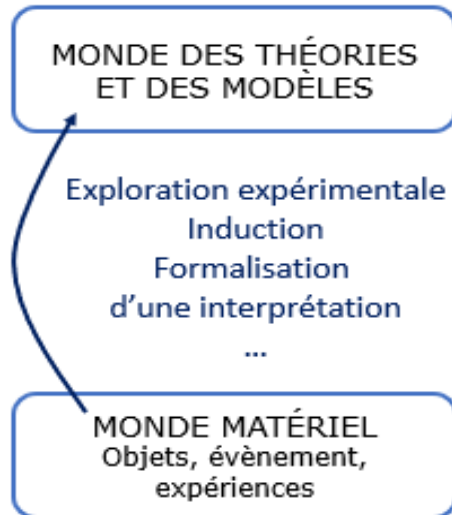 MONDE DES THÉORIES
ET DES MODÈLES
Exploration expérimentale
Induction
Formalisation
d’une interprétation
...
MONDE MATÉRIEL
Objets, évènement,
expériences